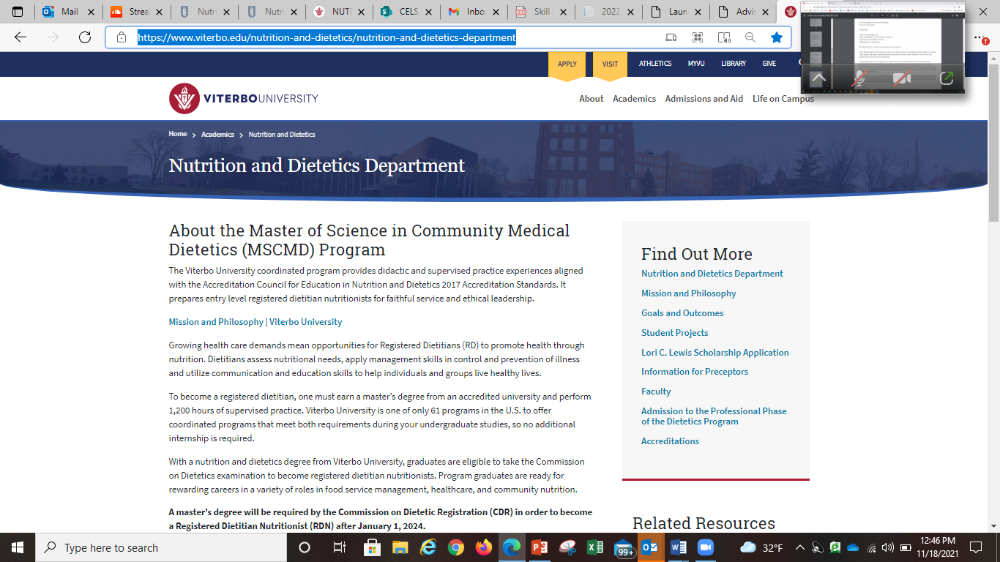 Mail
Strea
Nutri
Nutri
NUTI
CELS
Inbo
Skill
2022
Laun
Advis
https://www.viterbo.edu/nutrition-and-dietetics/nutrition-and-dietetics-department
APPLY
VISIT
ATHLETICS
MYVU
LIBRARY
GIVE
VITERBO UNIVERSITY
About
Academics
Admissions and Aid
Life on Campus
Home
Academics
Nutrition and Dietetics
Nutrition and Dietetics Department
About the Master of Science in Community Medical
Dietetics (MSCMD) Program
The Viterbo University coordinated program provides didactic and supervised practice experiences aligned
with the Accreditation Council for Education in Nutrition and Dietetics 2017 Accreditation Standards. It
prepares entry level registered dietitian nutritionists for faithful service and ethical leadership.
Mission and Philosophy | Viterbo University
Growing health care demands mean opportunities for Registered Dietitians (RD) to promote health through
nutrition. Dietitians assess nutritional needs, apply management skills in control and prevention of illness
and utilize communication and education skills to help individuals and groups live healthy lives.
To become a registered dietitian, one must earn a master's degree from an accredited university and perform
1,200 hours of supervised practice. Viterbo University is one of only 61 programs in the U.S. to offer
coordinated programs that meet both requirements during your undergraduate studies, so no additional
internship is required.
With a nutrition and dietetics degree from Viterbo University, graduates are eligible to take the Commission
on Dietetics examination to become registered dietitian nutritionists. Program graduates are ready for
rewarding careers in a variety of roles in food service management, healthcare, and community nutrition.
A master's degree will be required by the Commission on Dietetic Registration (CDR) in order to become
a Registered Dietitian Nutritionist (RDN) after January 1, 2024.
Find Out More
Nutrition and Dietetics Department
Mission and Philosophy
Goals and Outcomes
Student Projects
Lori C. Lewis Scholarship Application
Information for Preceptors
Faculty
Admission to the Professional Phase
of the Dietetics Program
Accreditations
Related Resources
Type here to search
99+
32°F
12:46 PM
11/18/2021